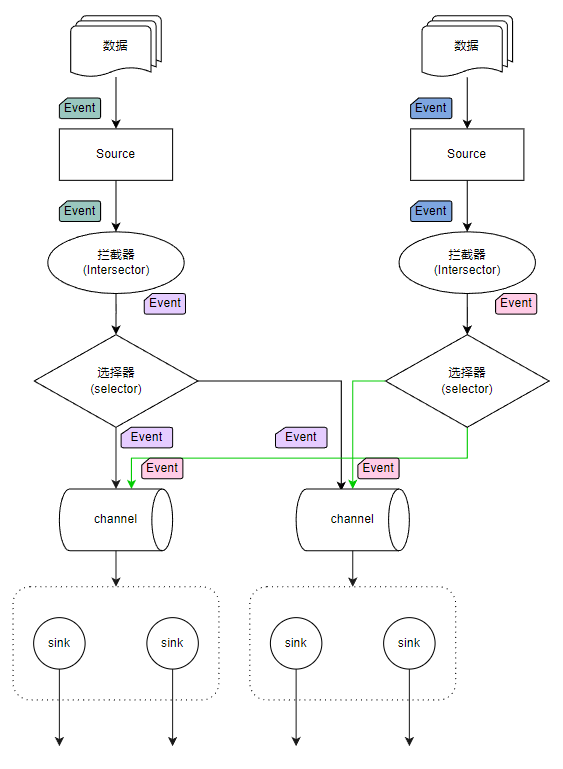 数据
数据
Event
Event
Source
Source
Event
Event
拦截器
(Intersector)
拦截器
(Intersector)
Event
Event
选择器
(selector)
选择器
(selector)
Event
Event
Event
Event
channel
channel
sink
sink
sink
sink